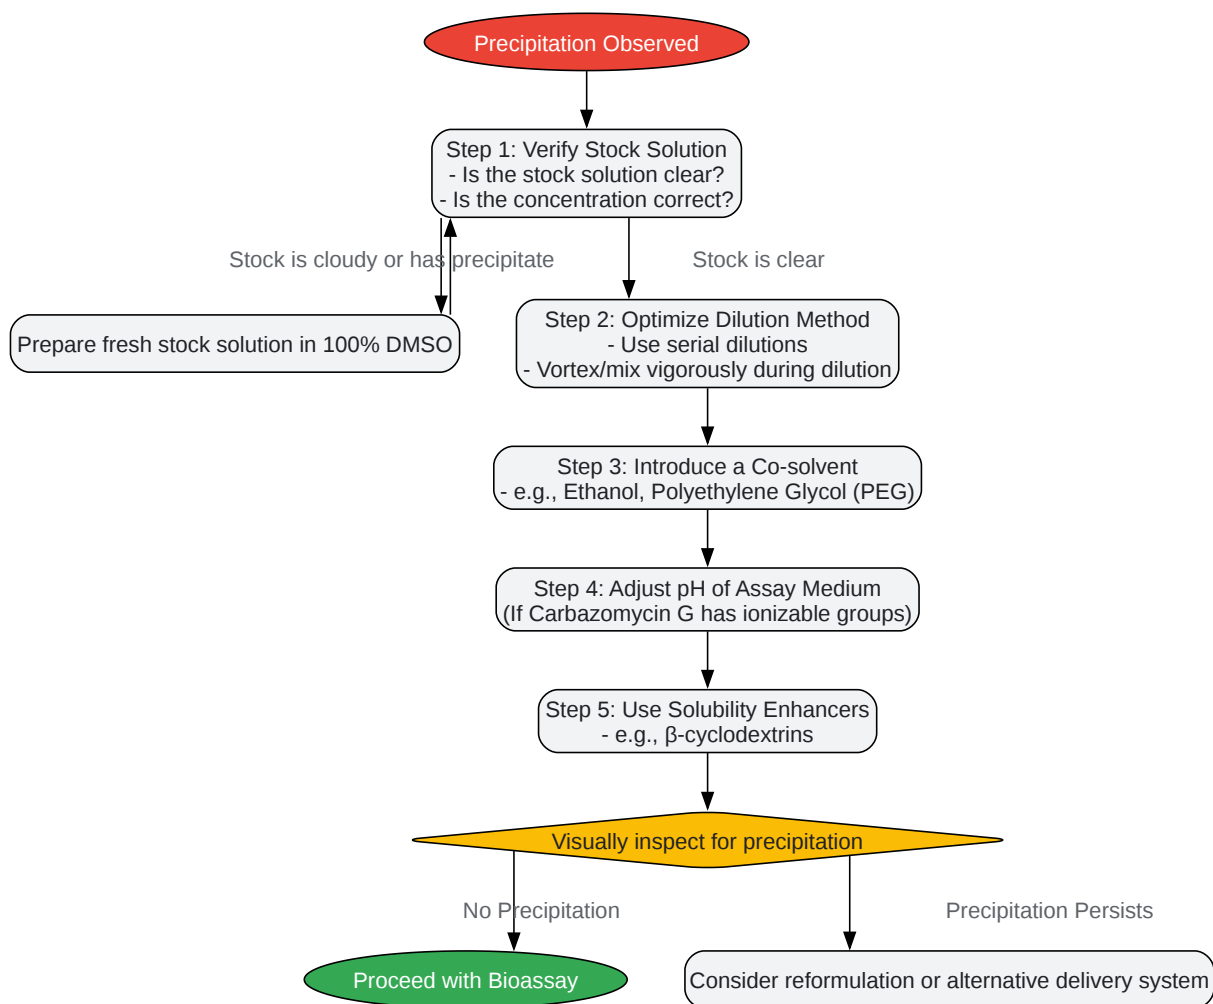 Precipitation Observed
Step 1: Verify Stock Solution
- Is the stock solution clear?
- Is the concentration correct?
Stock is cloudy or has precipitate
Stock is clear
Prepare fresh stock solution in 100% DMSO
Step 2: Optimize Dilution Method
- Use serial dilutions
- Vortex/mix vigorously during dilution
Step 3: Introduce a Co-solvent
- e.g., Ethanol, Polyethylene Glycol (PEG)
Step 4: Adjust pH of Assay Medium
(If Carbazomycin G has ionizable groups)
Step 5: Use Solubility Enhancers
- e.g., β-cyclodextrins
Visually inspect for precipitation
No Precipitation
Precipitation Persists
Proceed with Bioassay
Consider reformulation or alternative delivery system